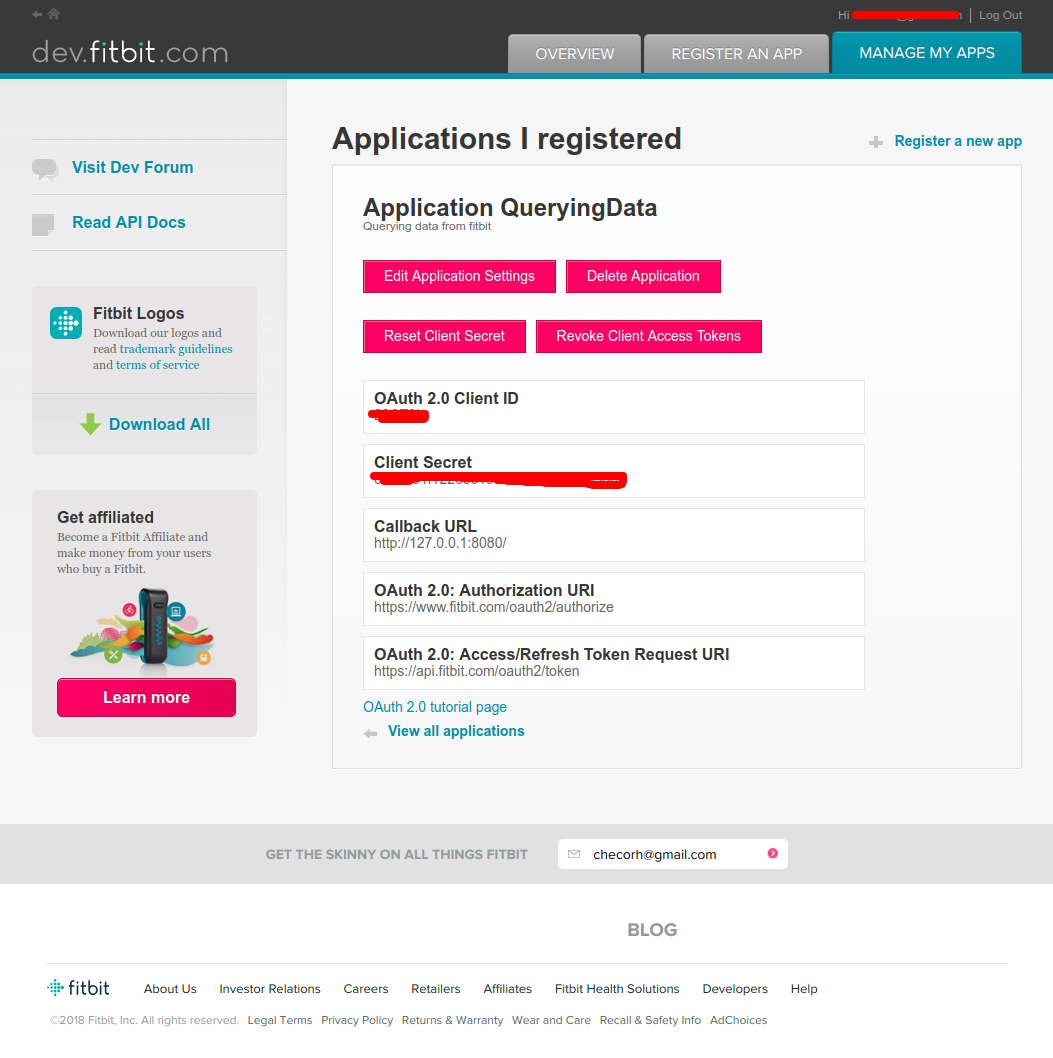 Hi
Log Out
dev.fitbit.com
OVERVIEW
REGISTER AN APP
MANAGE MY APPS
Visit Dev Forum
Read API Docs
Fitbit Logos
Download our logos and
read trademark guidelines
and terms of service
Download All
Get affiliated
Become a Fitbit Affiliate and
make money from your users
who buy a Fitbit.
Learn more
Applications I registered
Register a new app
Application QueryingData
Querying data from fitbit
Edit Application Settings
Delete Application
Reset Client Secret
Revoke Client Access Tokens
OAuth 2.0 Client ID
Client Secret
Callback URL
http://127.0.0.1:8080/
OAuth 2.0: Authorization URI
https://www.fitbit.com/oauth2/authorize
OAuth 2.0: Access/Refresh Token Request URI
https://api.fitbit.com/oauth2/token
OAuth 2.0 tutorial page
View all applications
GET THE SKINNY ON ALL THINGS FITBIT
checorh@gmail.com
BLOG
fitbit
About Us
Investor Relations
Careers
Retailers
Affiliates
Fitbit Health Solutions
Developers
Help
©2018 Fitbit, Inc. All rights reserved.
Legal Terms
Privacy Policy
Returns & Warranty
Wear and Care
Recall & Safety Info
AdChoices